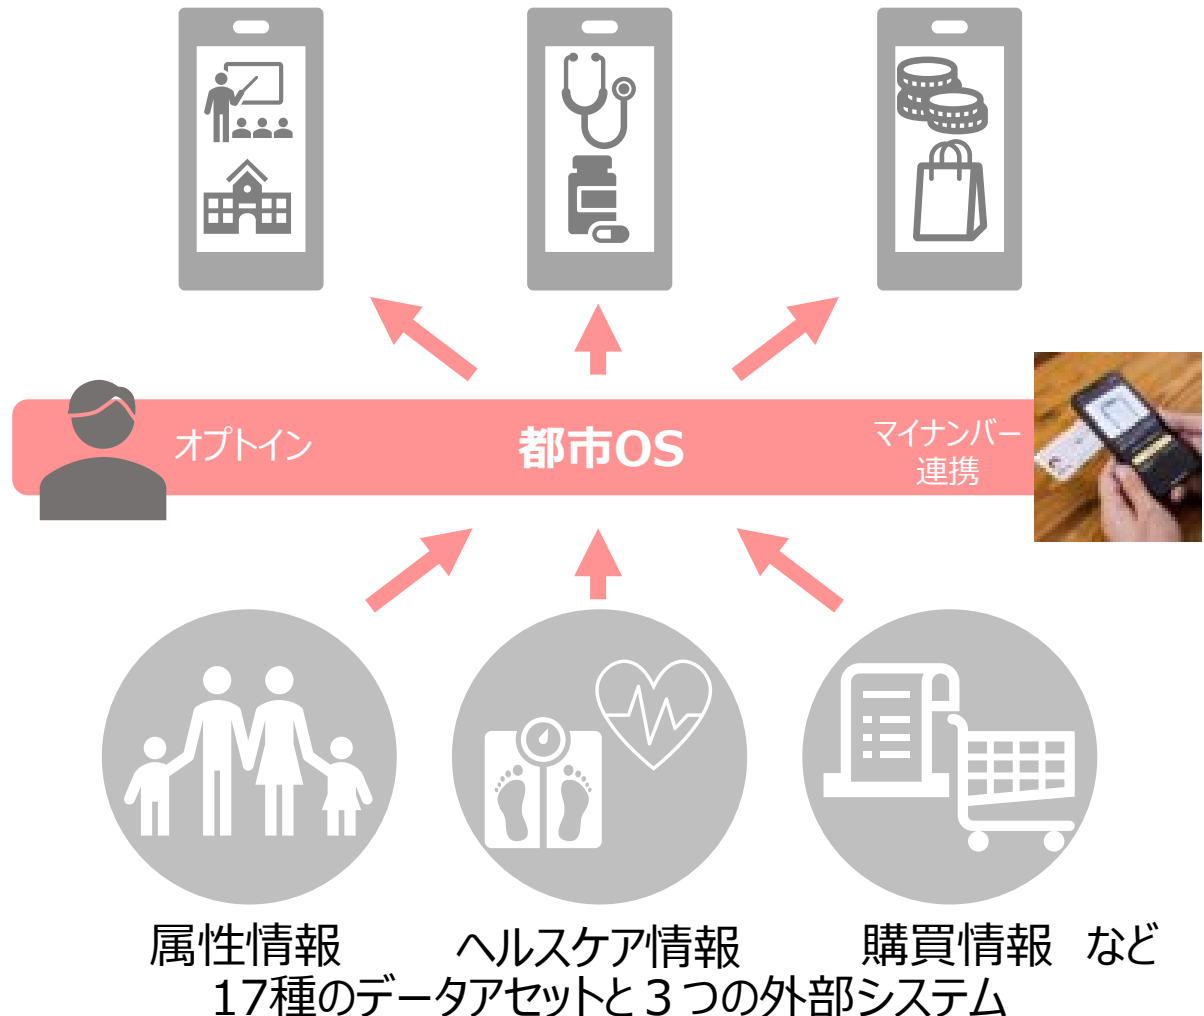 オプトイン
都市OS
マイナンバー
連携
属性情報
ヘルスケア情報
購買情報　など
17種のデータアセットと３つの外部システム